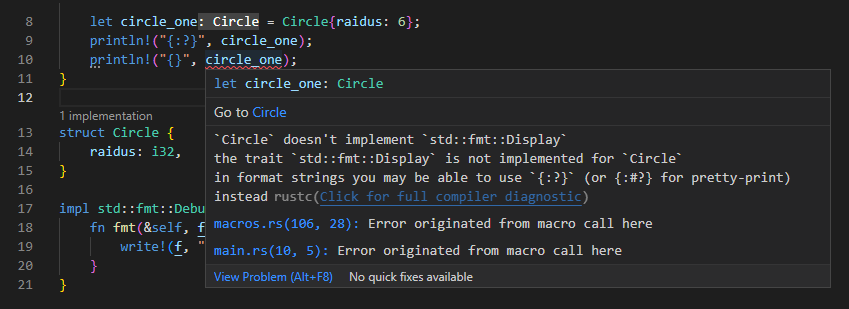 8 let circle_one: Circle = Circle{raidus: 6};
9 println!("{:?}", circle_one);
10 println!("{}", circle_one);
11 }
12
1 implementation
13 struct Circle {
14 raidus: i32,
15 }
16
17 impl std::fmt::Debu
18 fn fmt(&self, f
19 write!(f, "
20 }
21 }
let circle_one: Circle
Go to Circle
`Circle` doesn't implement `std::fmt::Display`
the trait `std::fmt::Display` is not implemented for `Circle`
in format strings you may be able to use `{:?}` (or {:#?} for pretty-print)
instead rustc(Click for full compiler diagnostic)
macros.rs(106, 28): Error originated from macro call here
main.rs(10, 5): Error originated from macro call here
View Problem (Alt+F8) No quick fixes available